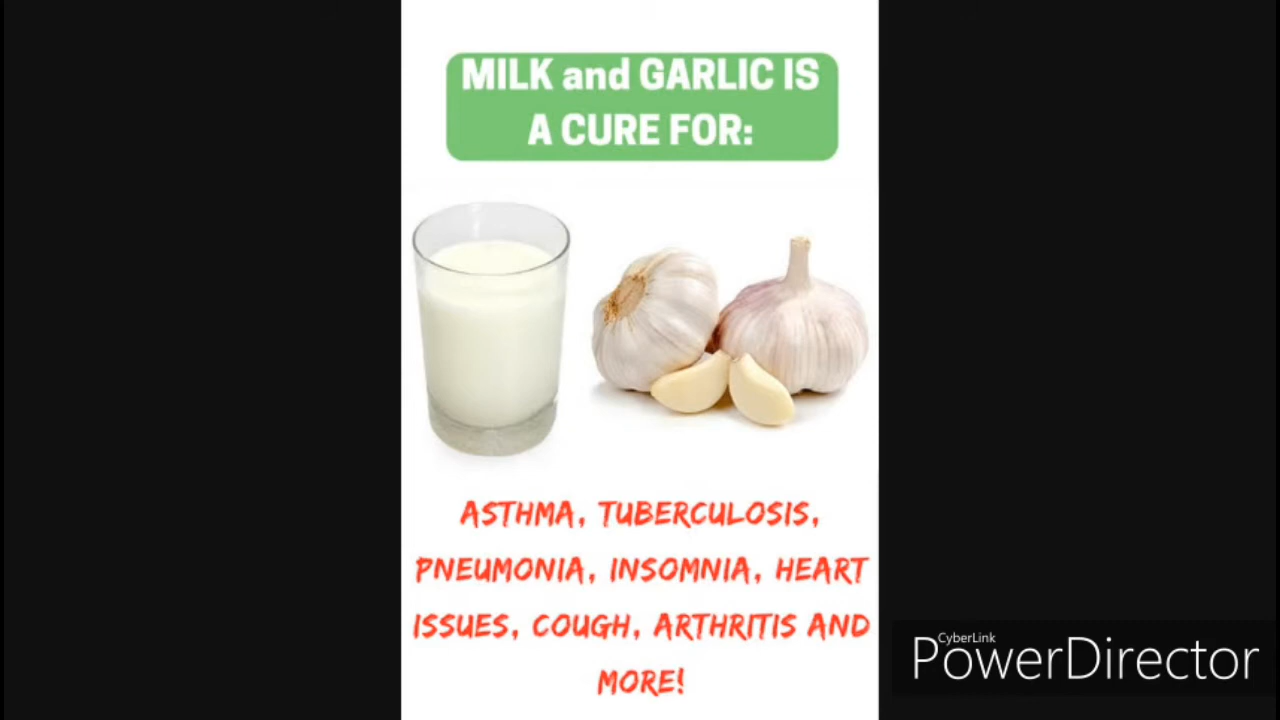 MILK and GARLIC IS
A CURE FOR:
ASTHMA, TUBERCULOSIS,
PNEUMONIA, INSOMNIA, HEART
ISSUES, COUGH, ARTHRITIS AND
MORE!
CyberLink
PowerDirector